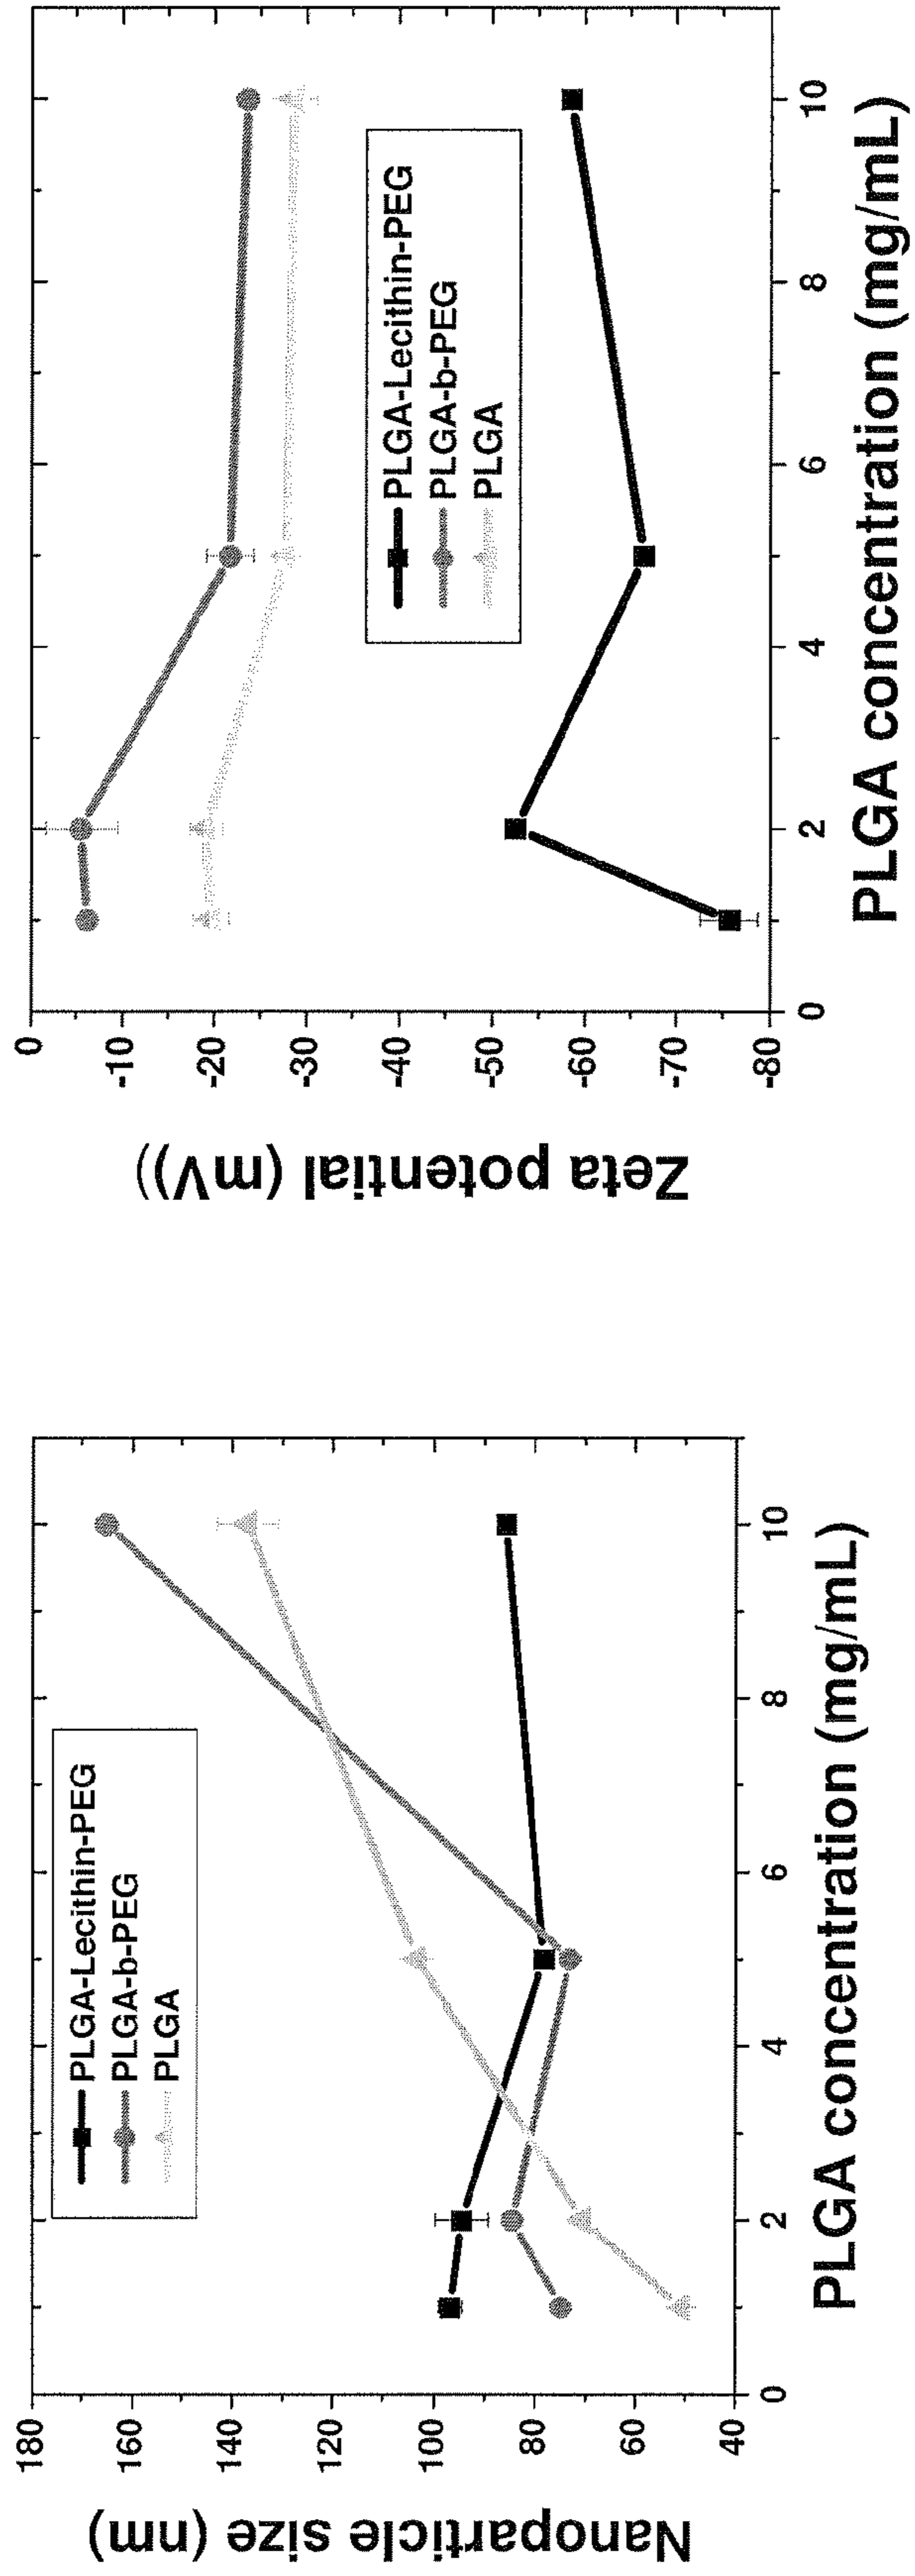 Nanoparticle size (nm)
180
160
140
120
100
80
60
40
PLGA-Lecithin-PEG
PLGA-b-PEG
PLGA
0
2
4
6
8
10
PLGA concentration (mg/mL)
Zeta potential (mV))
0
-10
-20
-30
-40
-50
-60
-70
-80
PLGA-Lecithin-PEG
PLGA-b-PEG
PLGA
0
2
4
6
8
10
PLGA concentration (mg/mL)